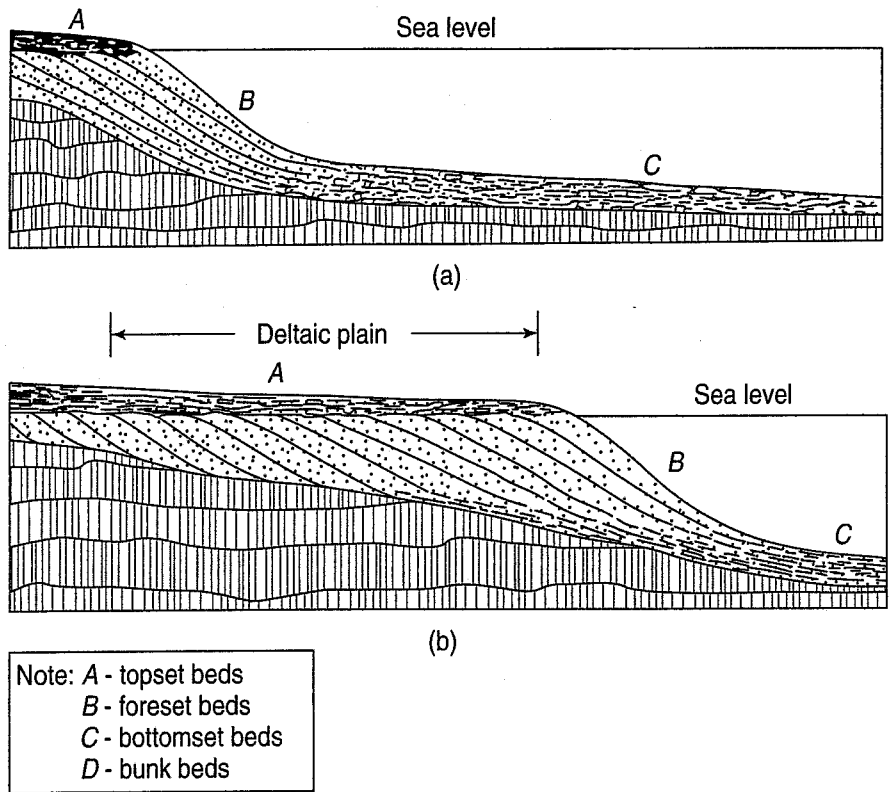 A
Sea level
B
C
(a)
Deltaic plain
A
Sea level
B
C
(b)
Note: A - topset beds
B - foreset beds
C - bottomset beds
D - bunk beds